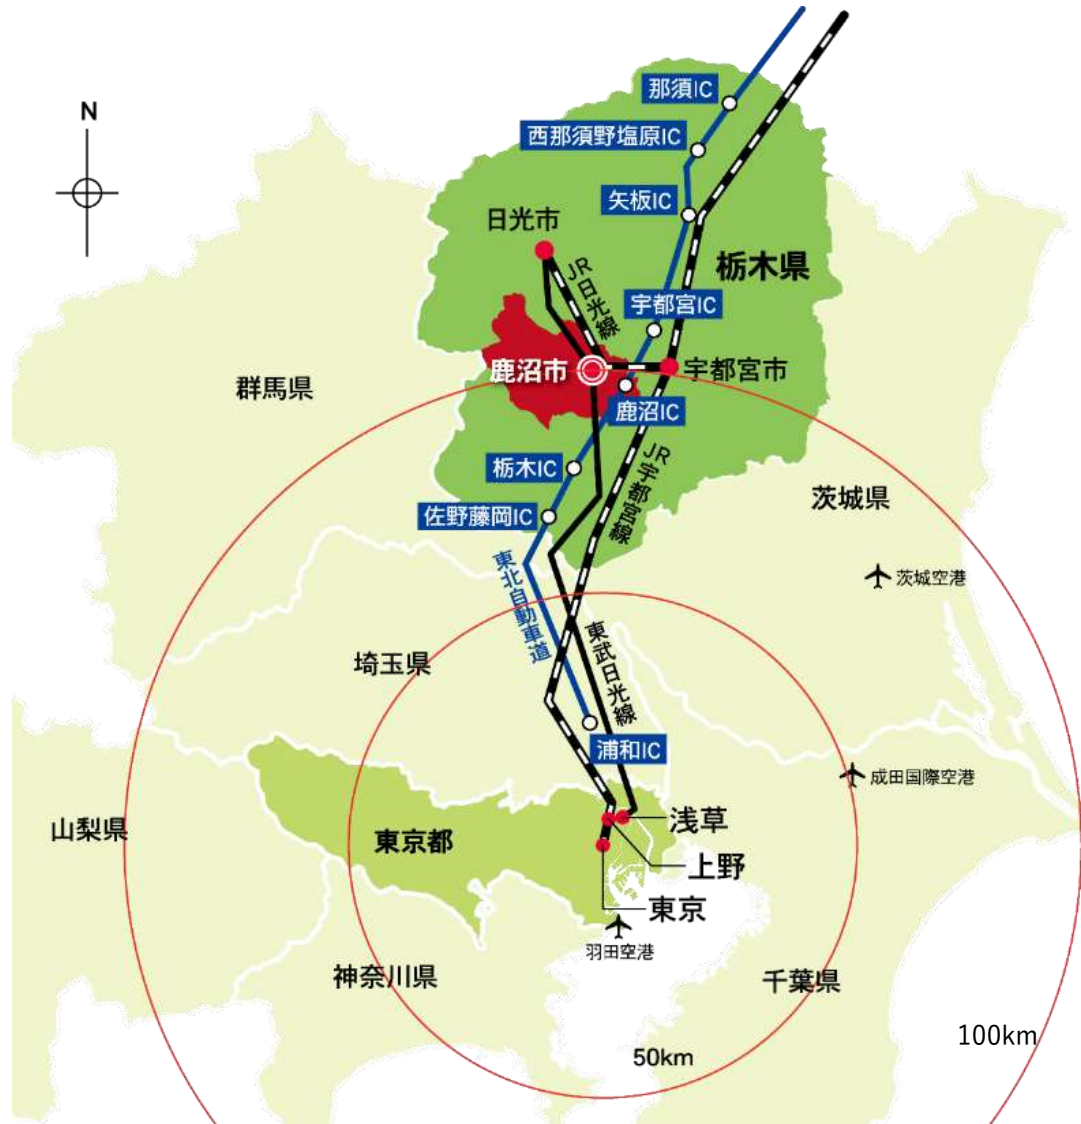 N
那須IC
西那須野塩原IC
矢板IC
日光市
栃木県
JR日光線
宇都宮IC
鹿沼市
宇都宮市
群馬県
鹿沼IC
栃木IC
JR宇都宮線
茨城県
佐野藤岡IC
東北自動車道
茨城空港
埼玉県
東武日光線
浦和IC
成田国際空港
山梨県
東京都
浅草
上野
東京
羽田空港
神奈川県
千葉県
100km
50km